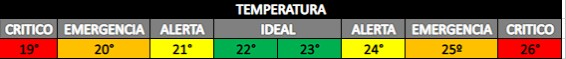 TEMPERATURA
CRITICO EMERGENCIA ALERTA IDEAL ALERTA EMERGENCIA CRITICO
19° 20° 21° 22° 23° 24° 25º 26°